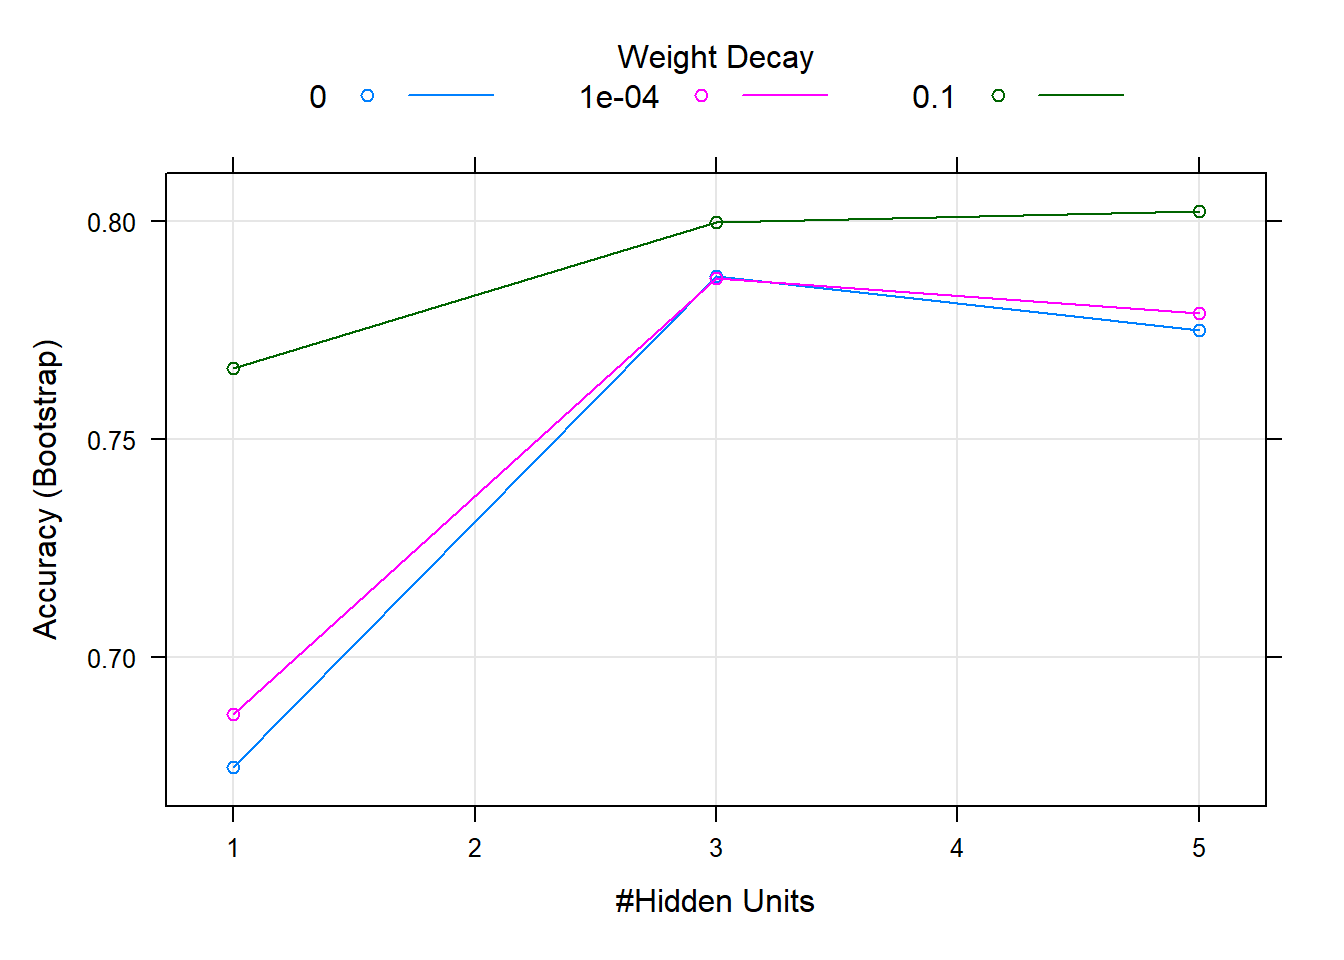 Weight Decay
0 1e-04 0.1
0.80
0.75
0.70
Accuracy (Bootstrap)
1 2 3 4 5
#Hidden Units